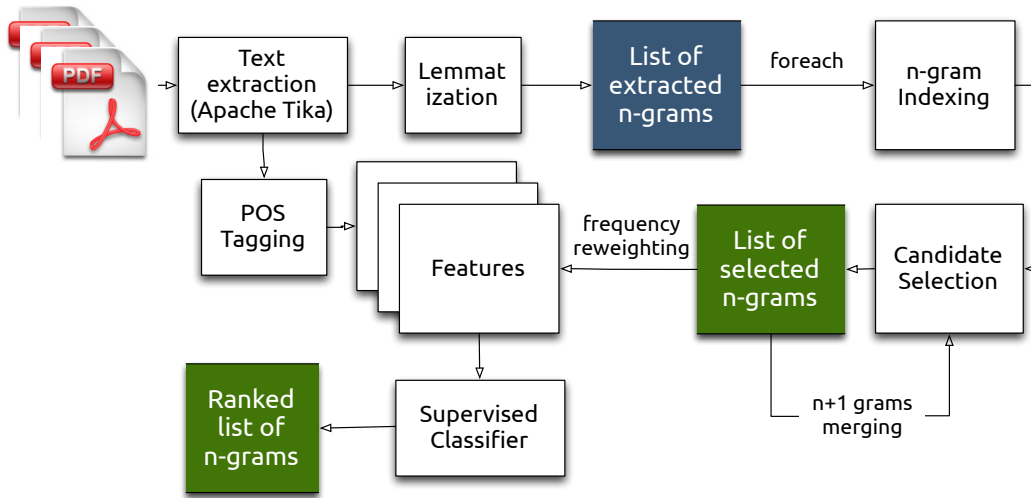 PDF
Text
extraction
(Apache Tika)
Lemmat
ization
List of
extracted
n-grams
foreach
n-gram
Indexing
POS
Tagging
Features
frequency
reweighting
List of
selected
n-grams
Candidate
Selection
n+1 grams
merging
Supervised
Classifier
Ranked
list of
n-grams